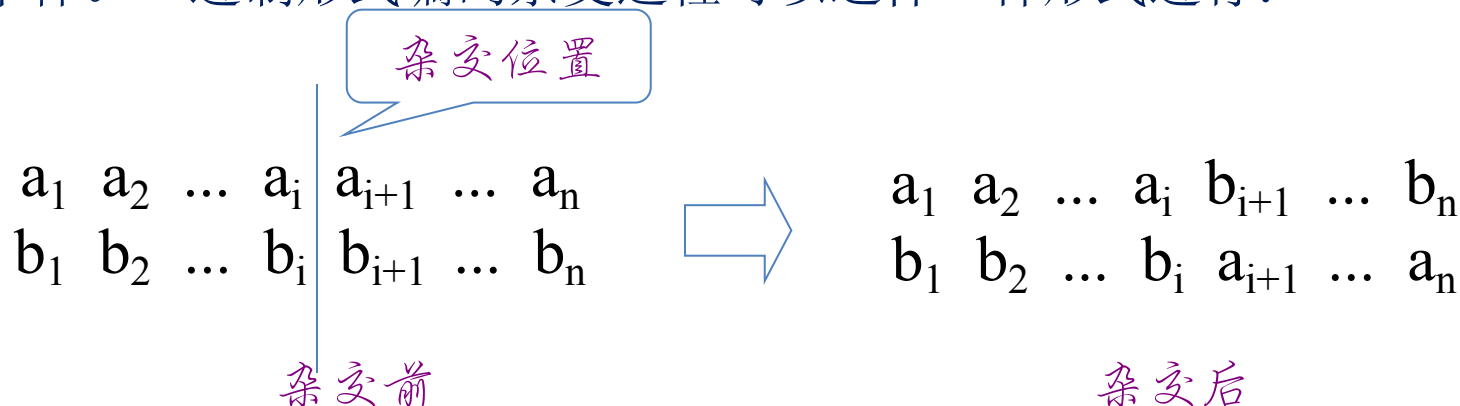 杂交位置
a₁ a₂ ... aᵢ aᵢ₊₁ ... aₙ
b₁ b₂ ... bᵢ bᵢ₊₁ ... bₙ
a₁ a₂ ... aᵢ bᵢ₊₁ ... bₙ
b₁ b₂ ... bᵢ aᵢ₊₁ ... aₙ
杂交前
杂交后